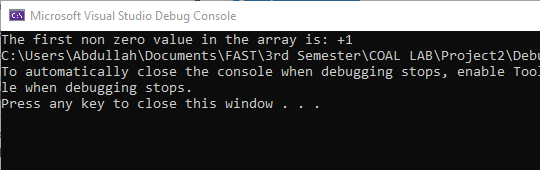 Microsoft Visual Studio Debug Console
The first non zero value in the array is: +1
C:\Users\Abdullah\Documents\FAST\3rd Semester\COAL LAB\Project2\Debu
To automatically close the console when debugging stops, enable Tool
le when debugging stops.
Press any key to close this window . . .